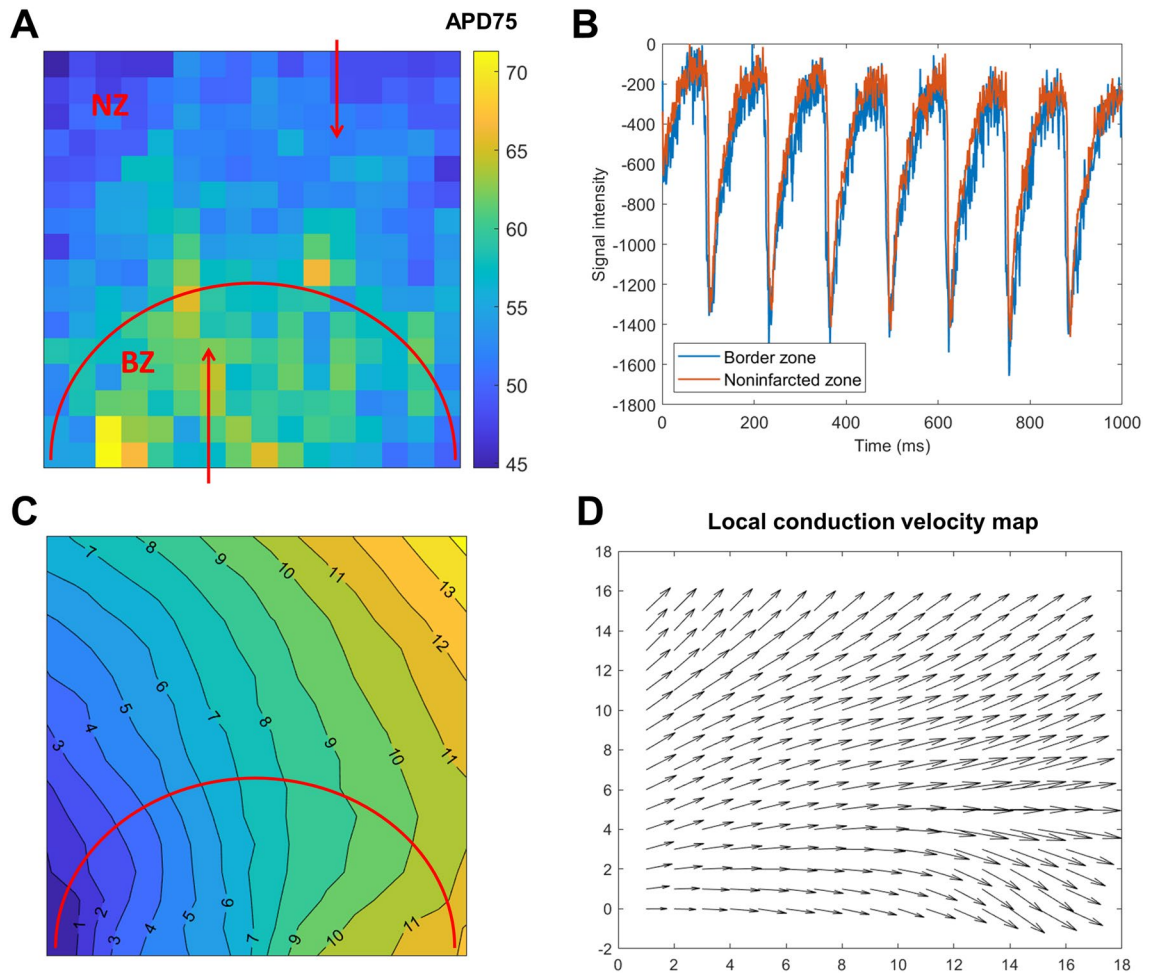 A
APD75
NZ
BZ
70
65
60
55
50
45
B
0
-200
-400
-600
-800
-1000
-1200
-1400
-1600
-1800
Signal intensity
Border zone
Noninfarcted zone
0 200 400 600 800 1000
Time (ms)
C
7 8 9 10 11 13
12
6
5 7 8
4
3 9 10 11
1 2 3 4 5 6 7 9 10 11
D
Local conduction velocity map
18
16
14
12
10
8
6
4
2
0
-2
0 2 4 6 8 10 12 14 16 18